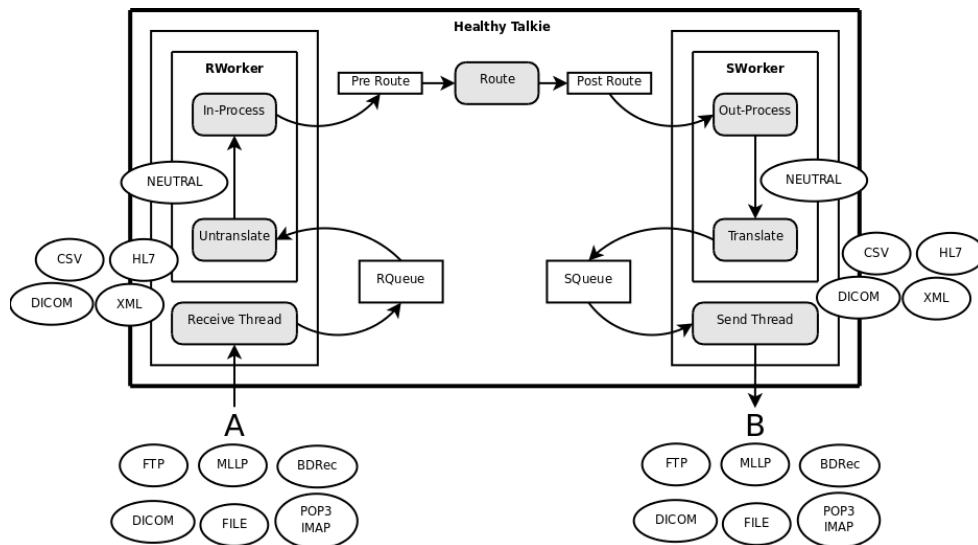 Healthy Talkie
RWorker
SWorker
Pre Route
Route
Post Route
In-Process
Out-Process
NEUTRAL
NEUTRAL
Untranslate
Translate
CSV
HL7
CSV
HL7
RQueue
SQueue
DICOM
XML
DICOM
XML
Receive Thread
Send Thread
A
B
FTP
MLLP
BDRec
FTP
MLLP
BDRec
DICOM
FILE
POP3
IMAP
DICOM
FILE
POP3
IMAP